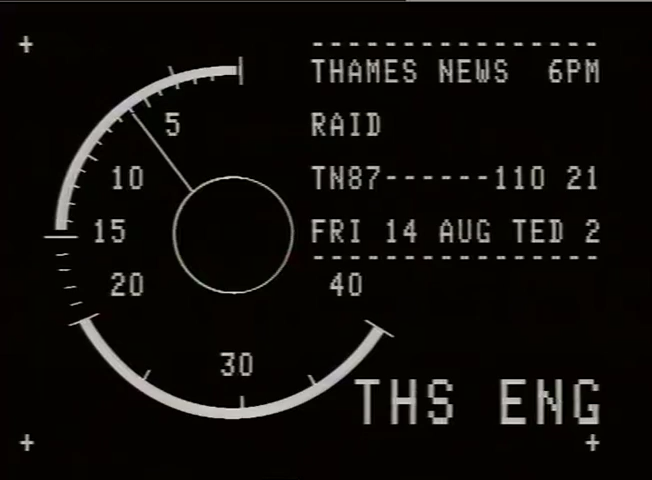 THAMES NEWS 6PM
RAID
TN87------110 21
FRI 14 AUG TED 2
5
10
15
20
30
40
THS ENG